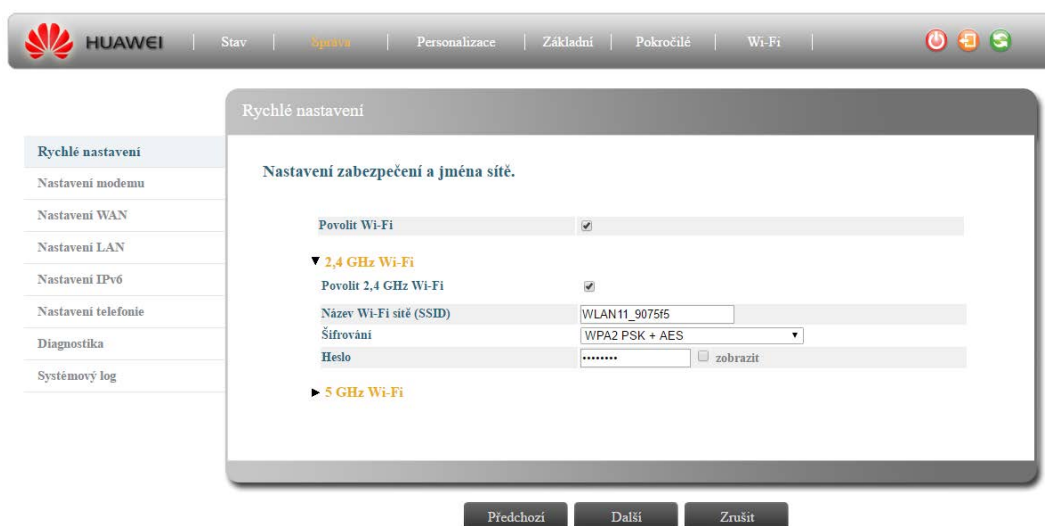 HUAWEI | Stav | Správa | Personalizace | Základní | Pokročilé | Wi-Fi |
Rychlé nastavení
Rychlé nastavení
Nastavení modemu
Nastavení WAN
Nastavení LAN
Nastavení IPv6
Nastavení telefonie
Diagnostika
Systémový log
Nastavení zabezpečení a jména sítě.
Povolit Wi-Fi
▼ 2,4 GHz Wi-Fi
Povolit 2,4 GHz Wi-Fi
Název Wi-Fi sítě (SSID) WLAN11_9075f5
Šifrování WPA2 PSK + AES
Heslo •••••••• zobrazit
► 5 GHz Wi-Fi
Předchozí Další Zrušit